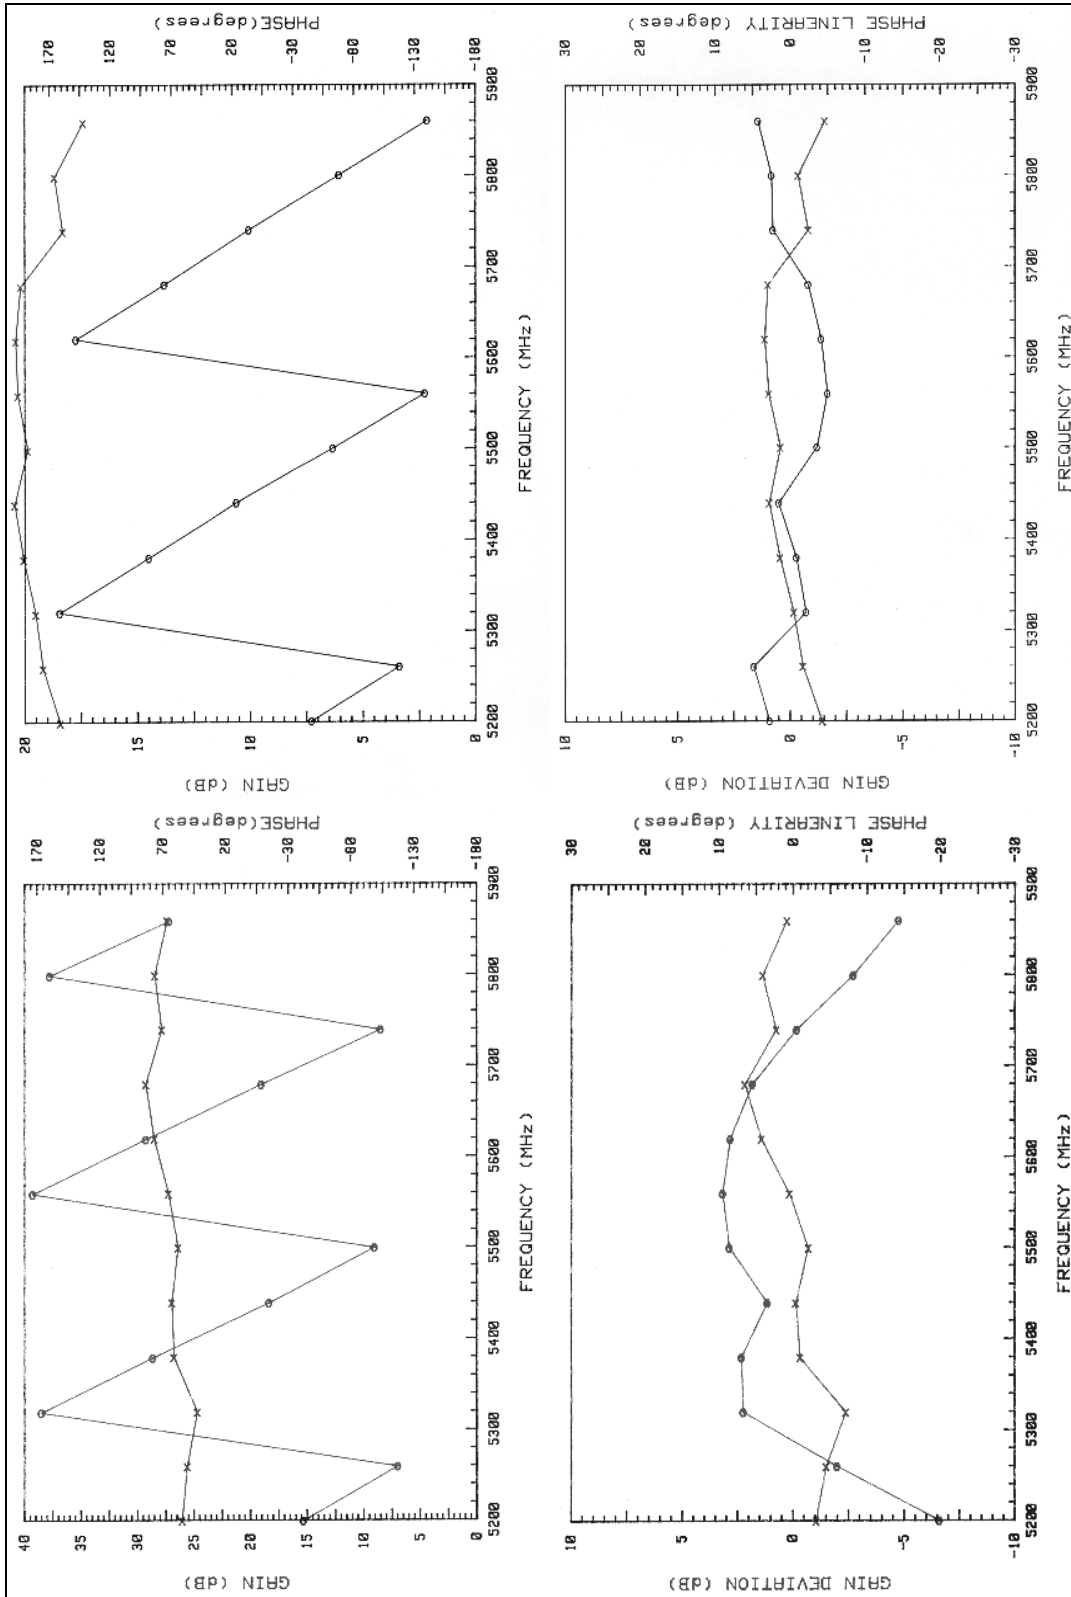 PHASE(degrees)
170 120 70 20 -30 -80 -130 -180
5200 5300 5400 5500 5600 5700 5800 5900
FREQUENCY (MHz)
20 15 10 5 0
GAIN (dB)
PHASE LINEARITY (degrees)
30 20 10 0 -10 -20 -30
5200 5300 5400 5500 5600 5700 5800 5900
FREQUENCY (MHz)
10 5 0 -5 -10
GAIN DEVIATION (dB)
PHASE(degrees)
170 120 70 20 -30 -80 -130 -180
5200 5300 5400 5500 5600 5700 5800 5900
FREQUENCY (MHz)
40 35 30 25 20 15 10 5 0
GAIN (dB)
PHASE LINEARITY (degrees)
30 20 10 0 -10 -20 -30
5200 5300 5400 5500 5600 5700 5800 5900
FREQUENCY (MHz)
10 5 0 -5 -10
GAIN DEVIATION (dB)